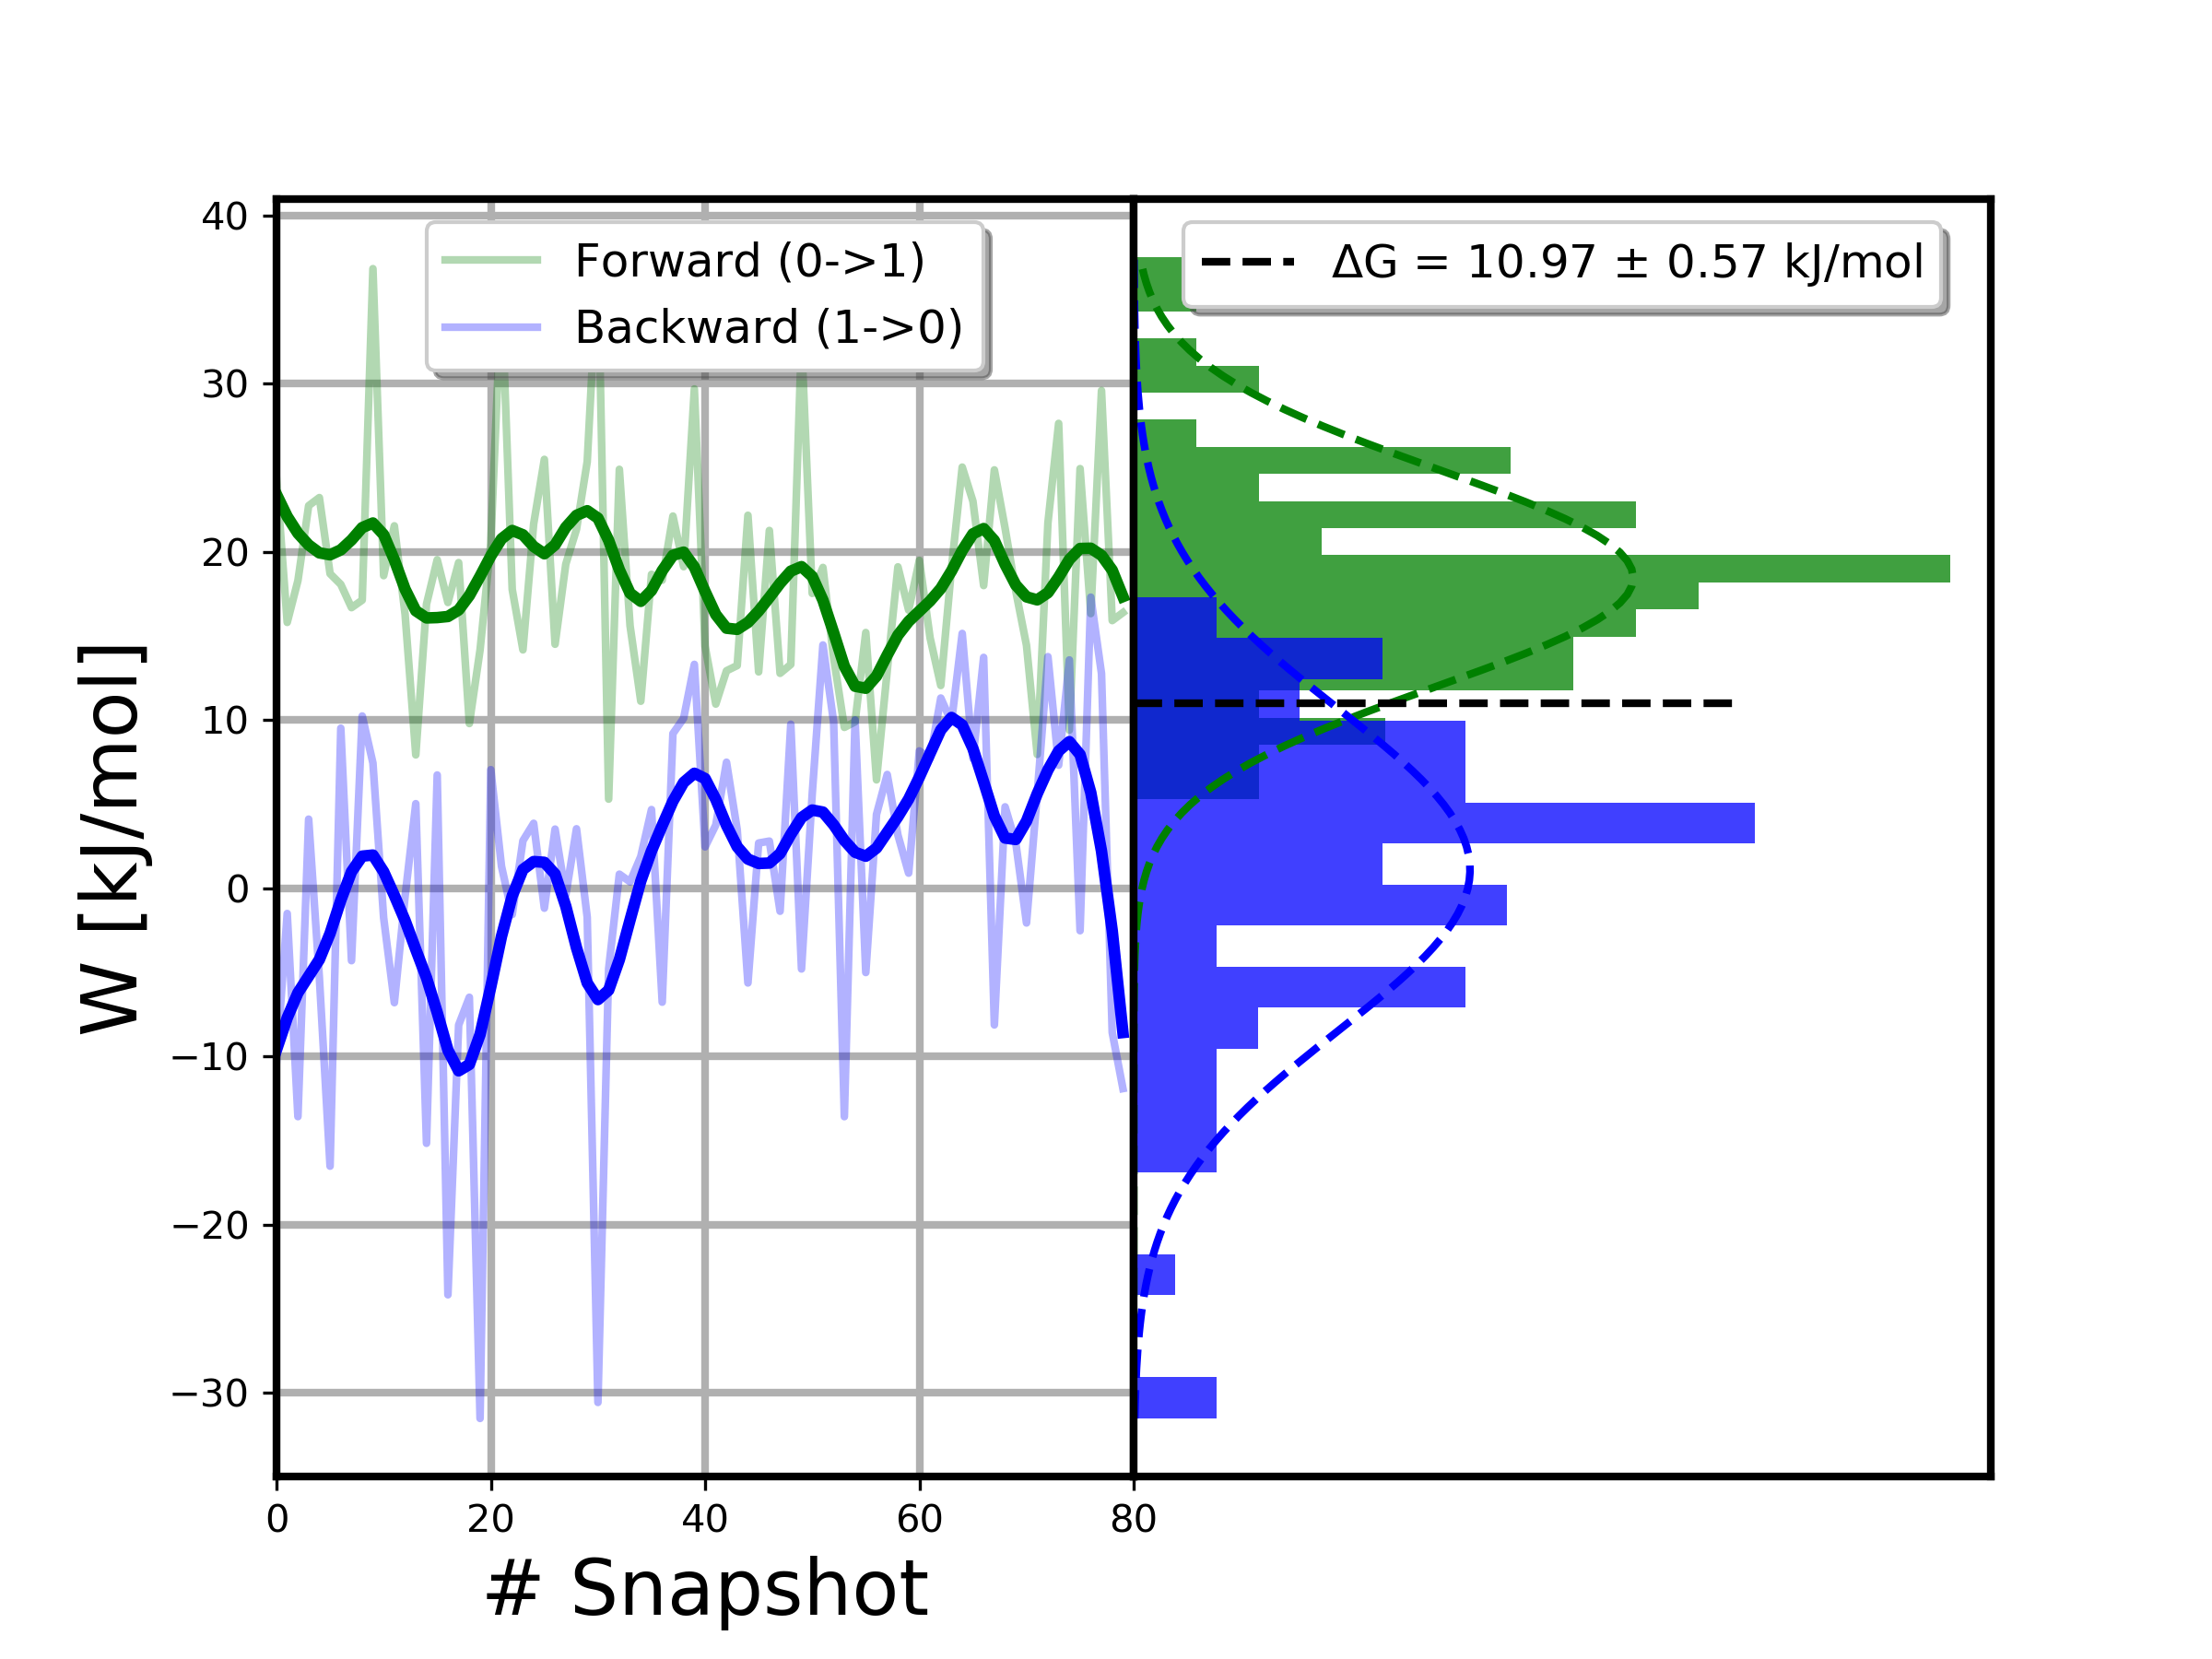 40
30
20
10
0
−10
−20
−30
W [kJ/mol]
Forward (0->1)
Backward (1->0)
ΔG = 10.97 ± 0.57 kJ/mol
0 20 40 60 80
# Snapshot